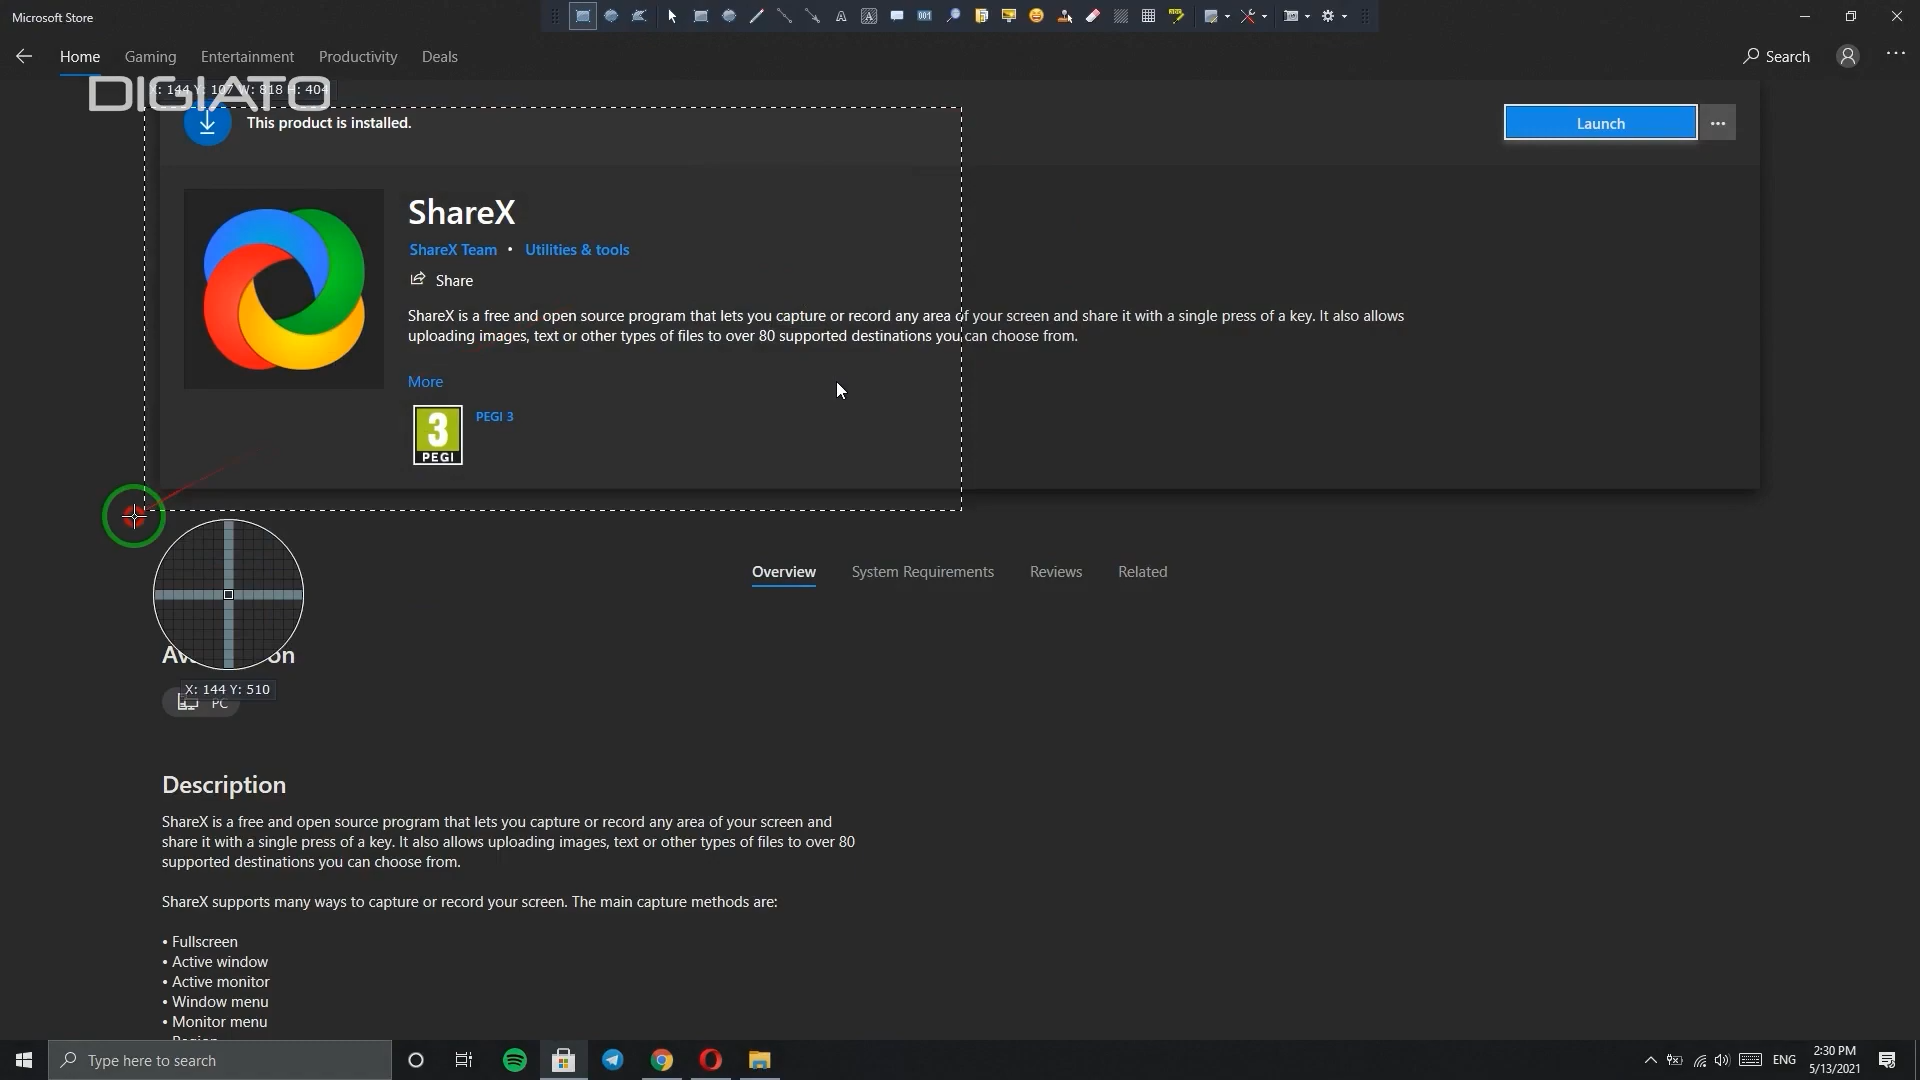 Microsoft Store
Home
Gaming
Entertainment
Productivity
Deals
Search
DIGIATO
X: 144 Y: 107 W: 818 H: 404
This product is installed.
Launch
ShareX
ShareX Team • Utilities & tools
Share
ShareX is a free and open source program that lets you capture or record any area of your screen and share it with a single press of a key. It also allows
uploading images, text or other types of files to over 80 supported destinations you can choose from.
More
3
PEGI
PEGI 3
Overview
System Requirements
Reviews
Related
X: 144 Y: 510
PC
Description
ShareX is a free and open source program that lets you capture or record any area of your screen and
share it with a single press of a key. It also allows uploading images, text or other types of files to over 80
supported destinations you can choose from.
ShareX supports many ways to capture or record your screen. The main capture methods are:
• Fullscreen
• Active window
• Active monitor
• Window menu
• Monitor menu
Type here to search
ENG
2:30 PM
5/13/2021